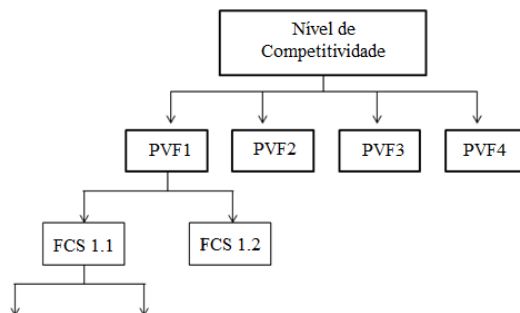 Nível de
Competitividade
PVF1
PVF2
PVF3
PVF4
FCS 1.1
FCS 1.2